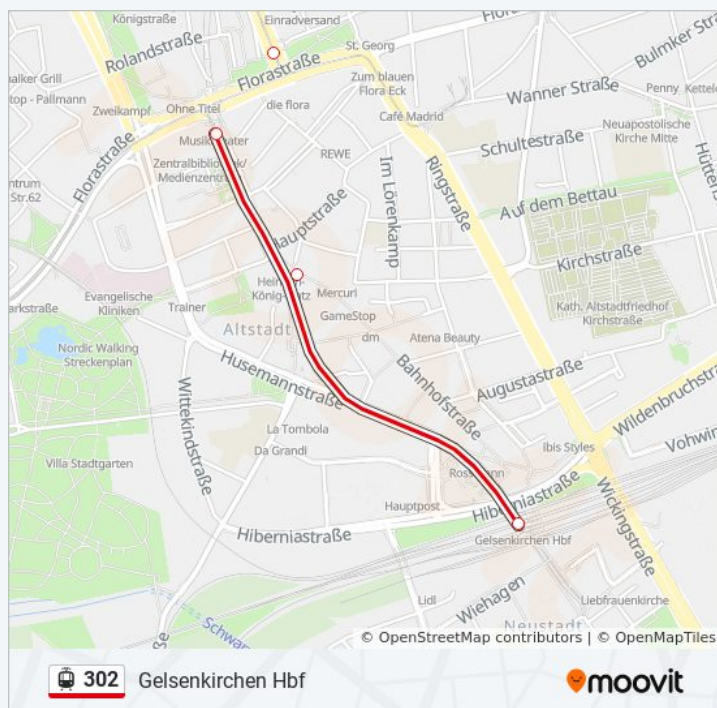 Königstraße
Einradversand
St. Georg
Rolandstraße
Florastraße
Bulmker Straße
alker Grill
top - Pallmann
Zweikampf
Ohne Titel
die flora
Zum blauen
Flora Eck
Wanner Straße
Penny
Café Madrid
Florastraße
Musiktheater
Zentralbibliothek/
Medienzentrum
REWE
Im Lörenkamp
Ringstraße
Schultestraße
Neuapostolische
Kirche Mitte
Str.62
Hauptstraße
Auf dem Bettau
Kirchstraße
Evangelische
Kliniken
Trainer
Heinrich-
König-Platz
Mercuri
GameStop
Altstadt
dm
Atena Beauty
Kath. Altstadtfriedhof
Kirchstraße
arkstraße
Nordic Walking
Streckenplan
Husemannstraße
Bahnhofstraße
Augustastraße
Wildenbruchstraße
Wittekindstraße
La Tombola
Da Grandi
Villa Stadtgarten
Rossmann
ibis Styles
Vohwin
Hauptpost
Hiberniastraße
Hiberniastraße
Wickingstraße
Gelsenkirchen Hbf
Lidl
Wiehagen
Liebfrauenkirche
Neustadt
Schwa
© OpenStreetMap contributors | © OpenMapTiles
302 Gelsenkirchen Hbf
moovit